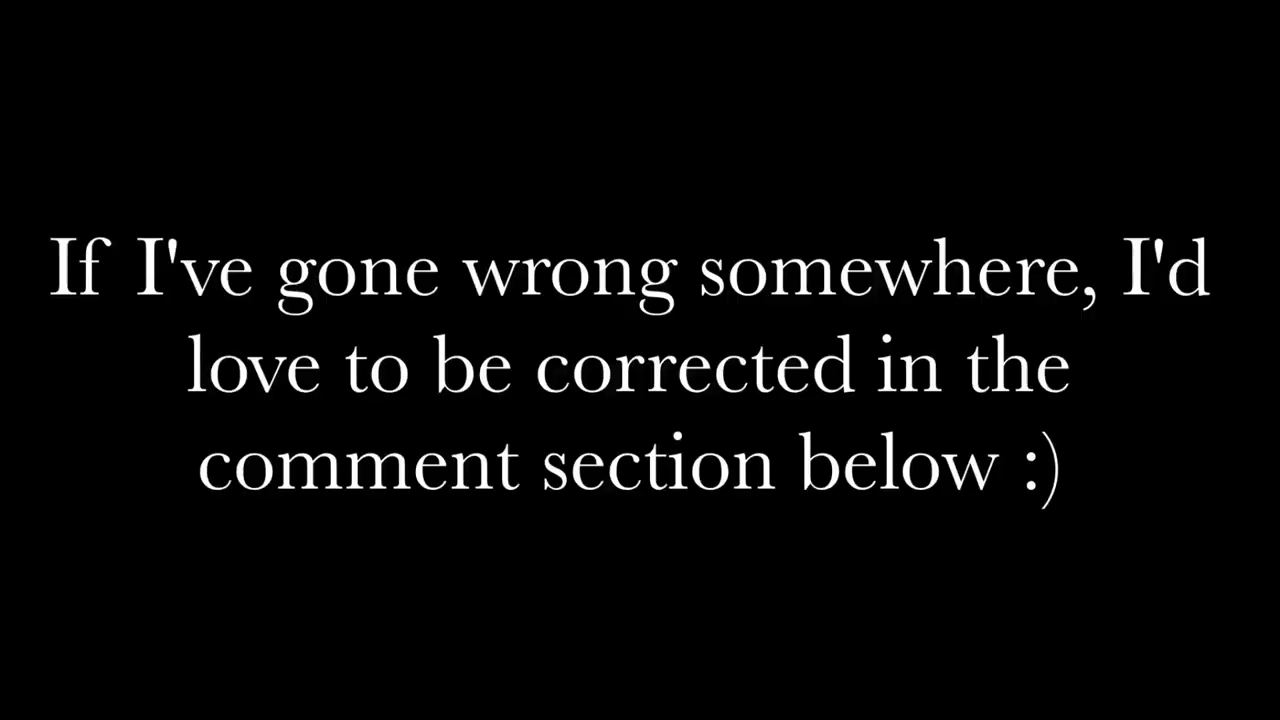 If I've gone wrong somewhere, I'd
love to be corrected in the
comment section below :)